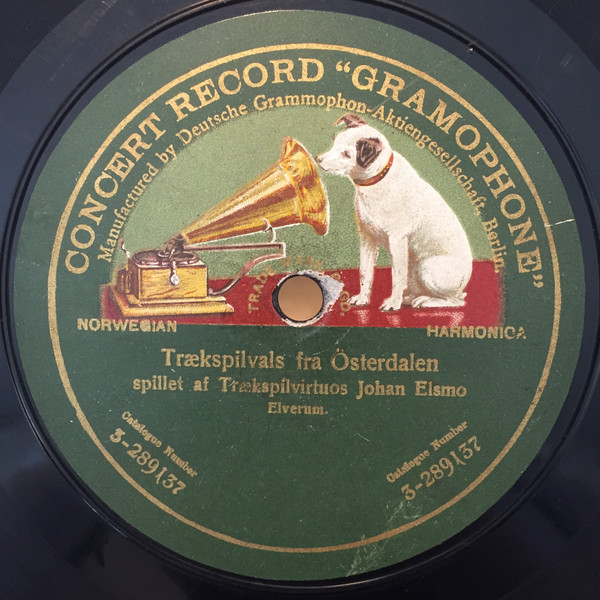 CONCERT RECORD "GRAMOPHONE"
Manufactured by Deutsche Grammophon-Aktiengesellschaft, Berlin.
NORWEGIAN
HARMONICA
Trækspilvals fra Österdalen
spillet af Trækspilvirtuos Johan Elsmo
Elverum.
Catalogue Number
3-289137
Catalogue Number
3-289137